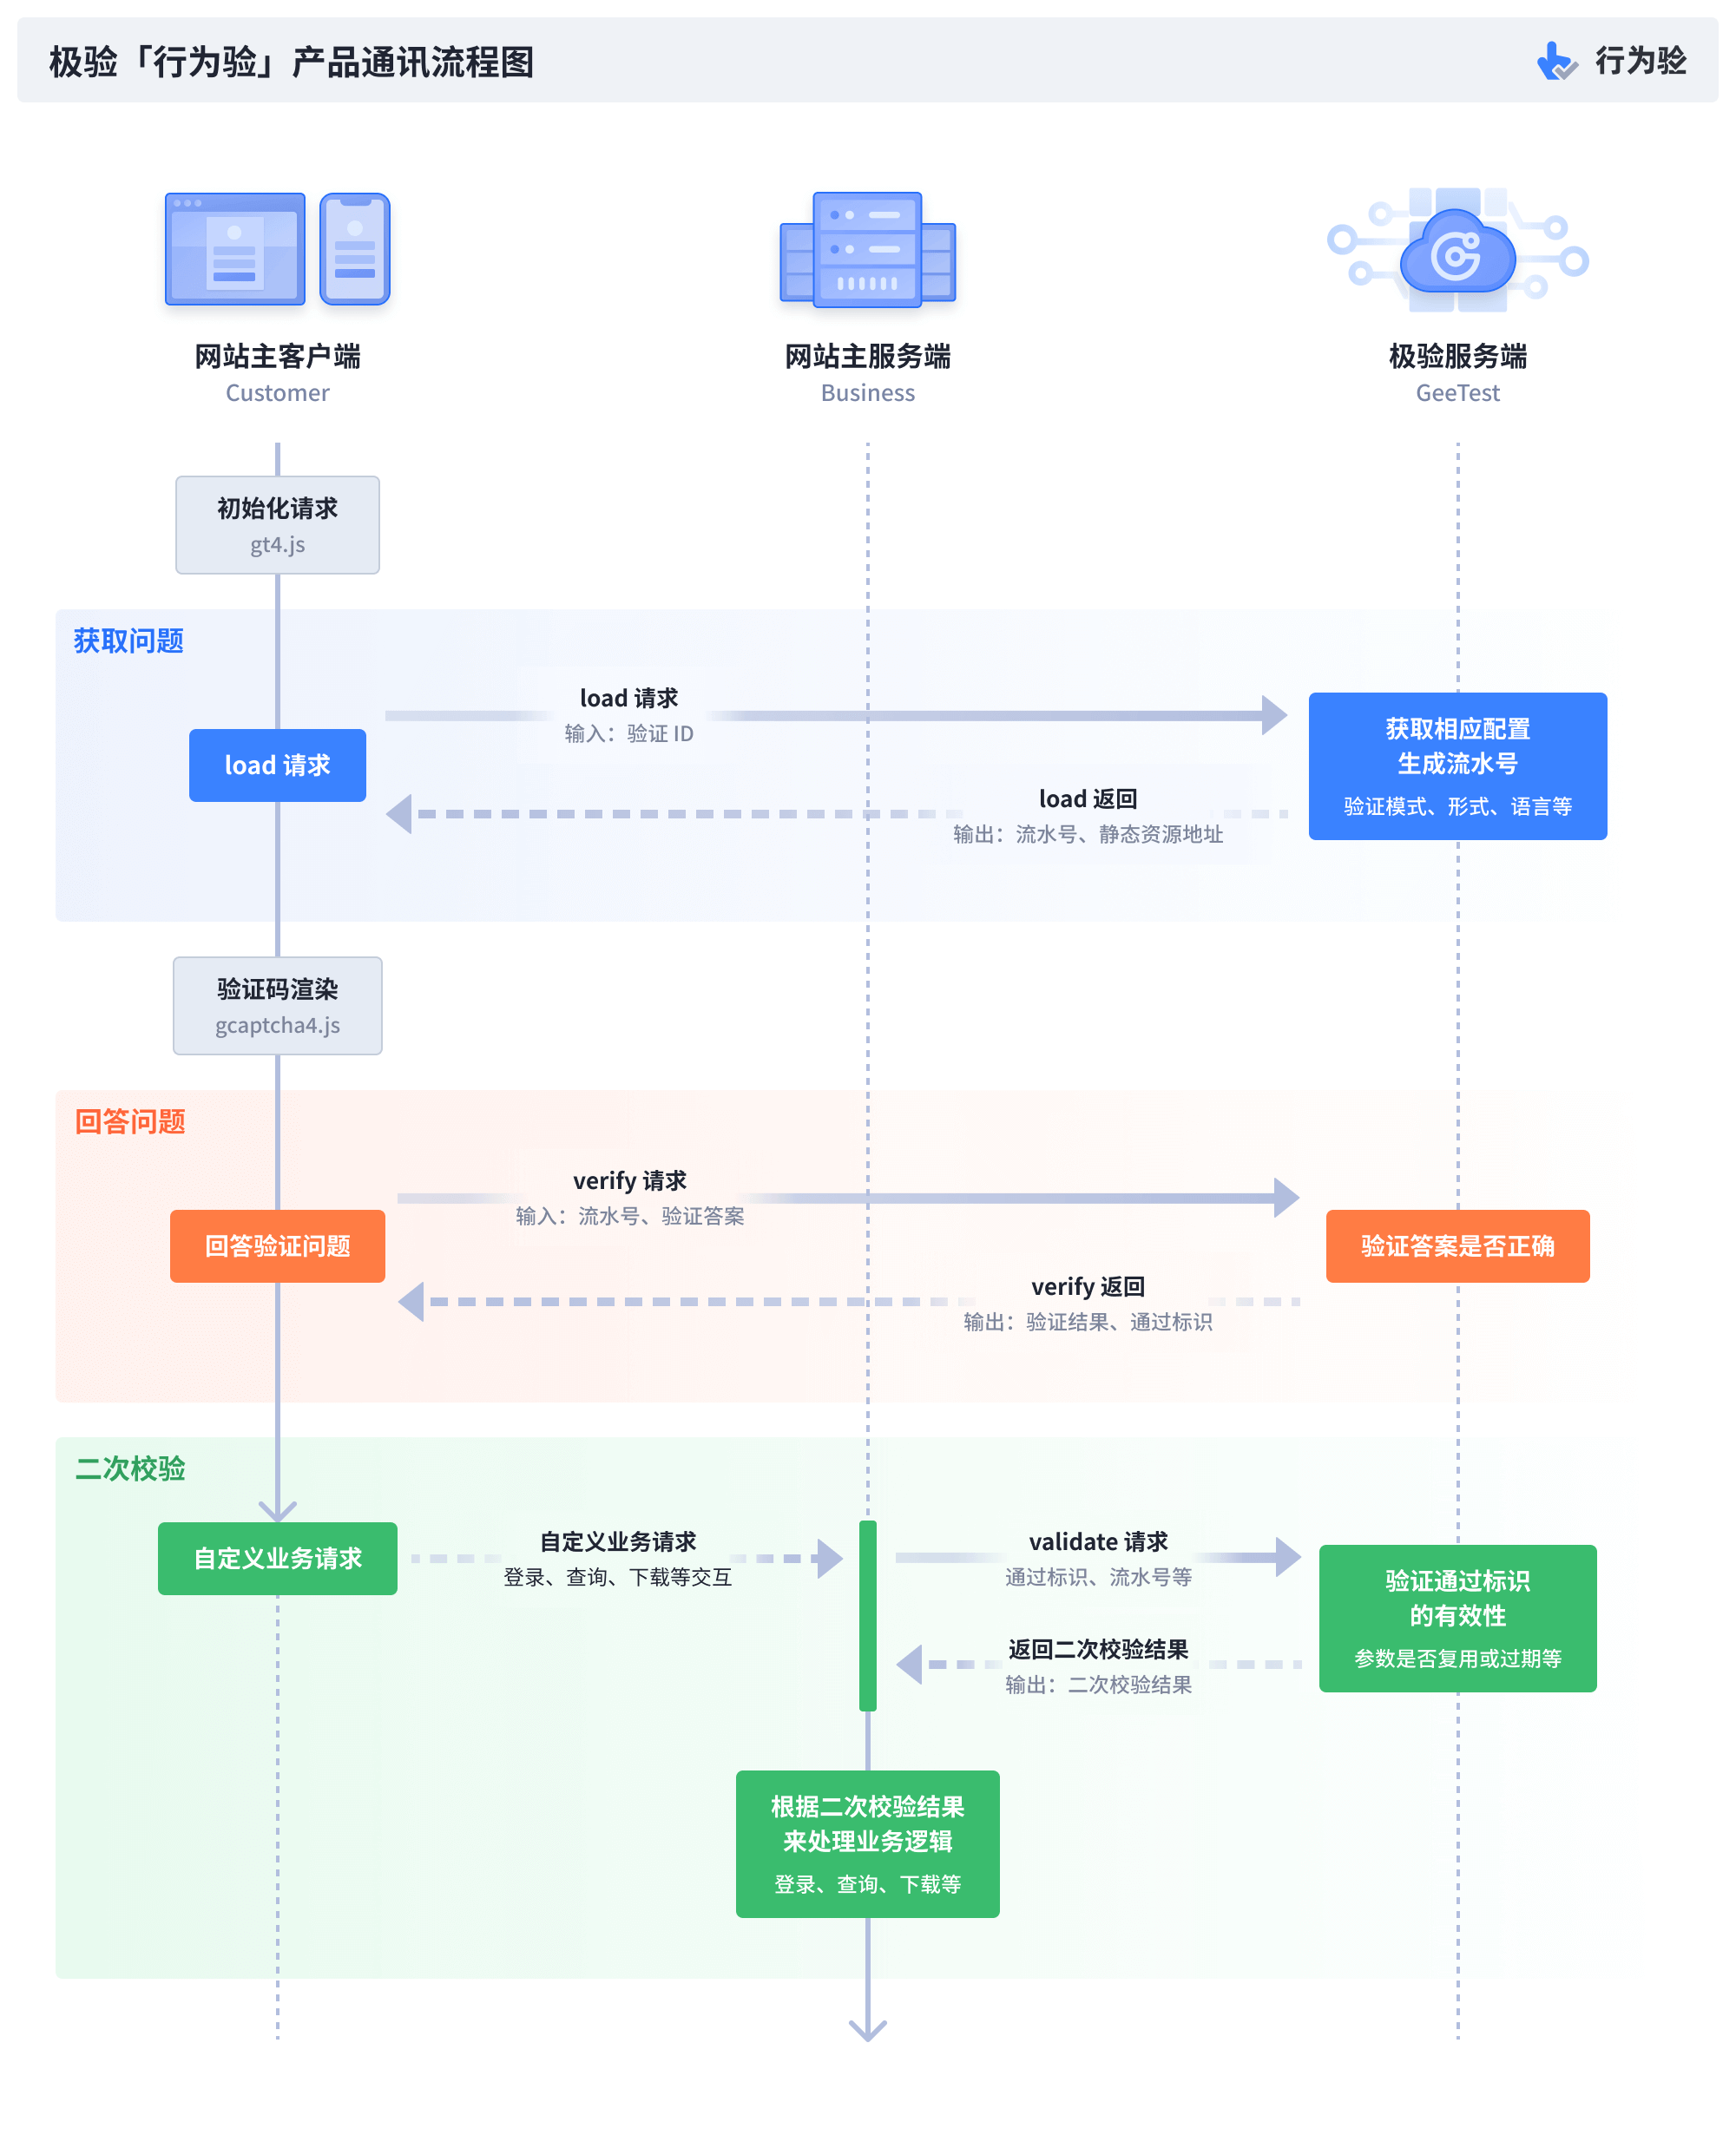 极验「行为验」产品通讯流程图
行为验
网站主客户端
Customer
网站主服务端
Business
极验服务端
GeeTest
初始化请求
gt4.js
获取问题
load 请求
load 请求
输入：验证 ID
load 返回
输出：流水号、静态资源地址
获取相应配置
生成流水号
验证模式、形式、语言等
验证码渲染
gcaptcha4.js
回答问题
回答验证问题
verify 请求
输入：流水号、验证答案
verify 返回
输出：验证结果、通过标识
验证答案是否正确
二次校验
自定义业务请求
自定义业务请求
登录、查询、下载等交互
validate 请求
通过标识、流水号等
返回二次校验结果
输出：二次校验结果
验证通过标识
的有效性
参数是否复用或过期等
根据二次校验结果
来处理业务逻辑
登录、查询、下载等